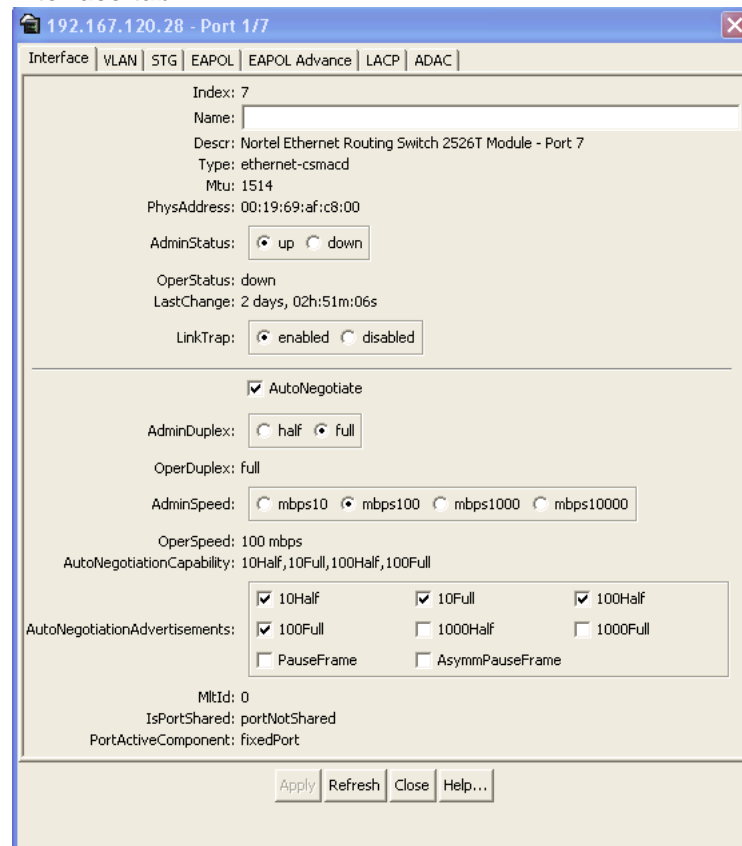 192.167.120.28 - Port 1/7
Interface VLAN STG EAPOL EAPOL Advance LACP ADAC
Index: 7
Name:
Descr: Nortel Ethernet Routing Switch 2526T Module - Port 7
Type: ethernet-csmacd
Mtu: 1514
PhysAddress: 00:19:69:af:c8:00
AdminStatus: up down
OperStatus: down
LastChange: 2 days, 02h:51m:06s
LinkTrap: enabled disabled
AutoNegotiate
AdminDuplex: half full
OperDuplex: full
AdminSpeed: mbps10 mbps100 mbps1000 mbps10000
OperSpeed: 100 mbps
AutoNegotiationCapability: 10Half,10Full,100Half,100Full
10Half 10Full 100Half
AutoNegotiationAdvertisements: 100Full 1000Half 1000Full
PauseFrame AsymmPauseFrame
MltId: 0
IsPortShared: portNotShared
PortActiveComponent: fixedPort
Apply Refresh Close Help...